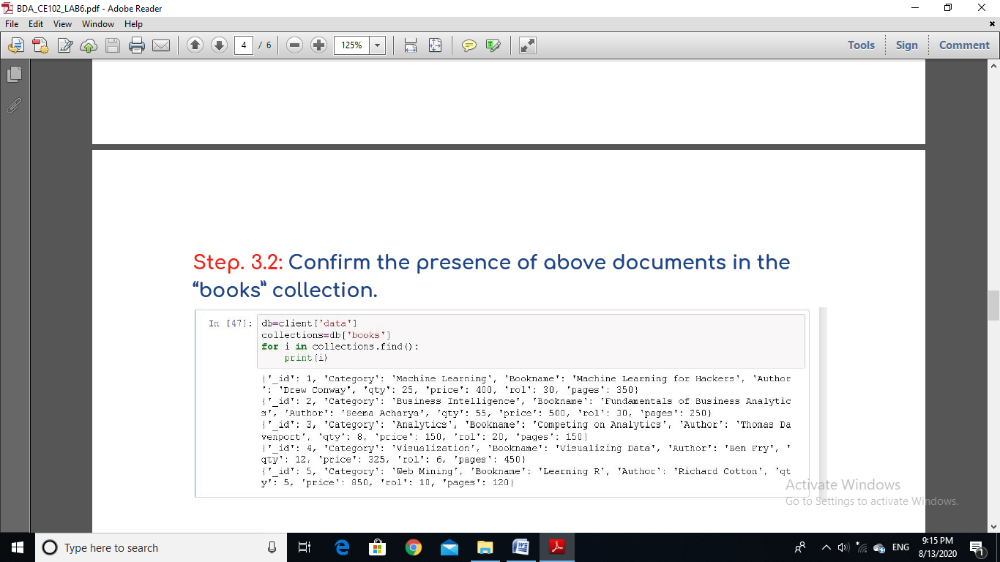 BDA_CE102_LAB6.pdf - Adobe Reader
File Edit View Window Help
4 / 6 125% Tools Sign Comment
Step. 3.2: Confirm the presence of above documents in the
“books” collection.
In [47]: db=client['data']
collections=db['books']
for i in collections.find():
print(i)
{'_id': 1, 'Category': 'Machine Learning', 'Bookname': 'Machine Learning for Hackers', 'Author
': 'Drew Conway', 'qty': 25, 'price': 400, 'rol': 30, 'pages': 350}
{'_id': 2, 'Category': 'Business Intelligence', 'Bookname': 'Fundamentals of Business Analytic
s', 'Author': 'Seema Acharya', 'qty': 55, 'price': 500, 'rol': 30, 'pages': 250}
{'_id': 3, 'Category': 'Analytics', 'Bookname': 'Competing on Analytics', 'Author': 'Thomas Da
venport', 'qty': 8, 'price': 150, 'rol': 20, 'pages': 150}
{'_id': 4, 'Category': 'Visualization', 'Bookname': 'Visualizing Data', 'Author': 'Ben Fry', '
qty': 12, 'price': 325, 'rol': 6, 'pages': 450}
{'_id': 5, 'Category': 'Web Mining', 'Bookname': 'Learning R', 'Author': 'Richard Cotton', 'qt
y': 5, 'price': 850, 'rol': 10, 'pages': 120}
Activate Windows
Go to Settings to activate Windows.
Type here to search
ENG
9:15 PM
8/13/2020
1